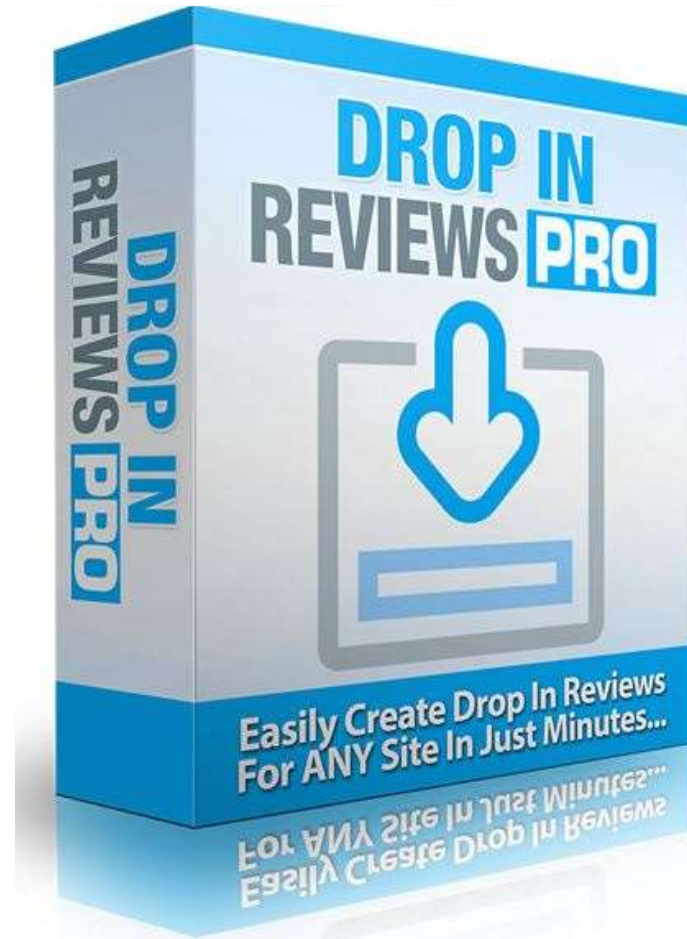 DROP IN
REVIEWS PRO
DROP IN
REVIEWS PRO
Easily Create Drop In Reviews
For ANY Site In Just Minutes...
For ANY Site In Just Minutes...
Easily Create Drop In Reviews